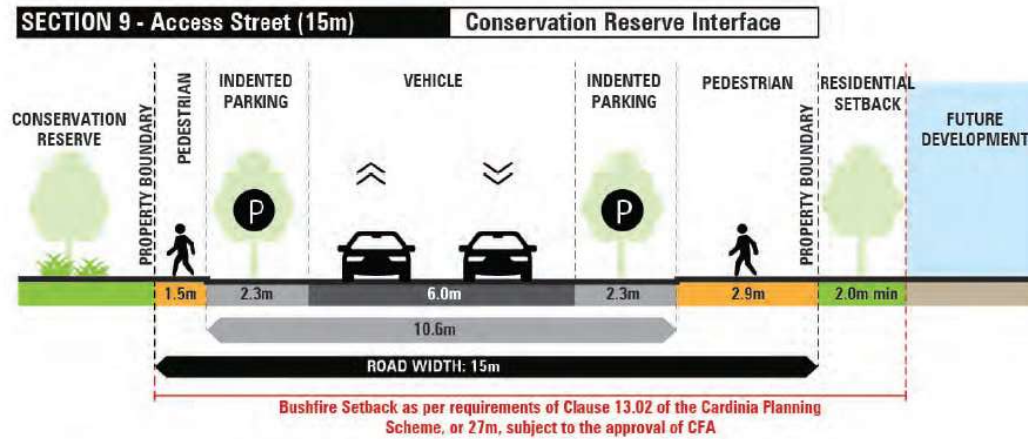 SECTION 9 - Access Street (15m)
Conservation Reserve Interface
CONSERVATION
RESERVE
PROPERTY BOUNDARY
PEDESTRIAN
INDENTED
PARKING
VEHICLE
INDENTED
PARKING
PEDESTRIAN
PROPERTY BOUNDARY
RESIDENTIAL
SETBACK
FUTURE
DEVELOPMENT
P
P
1.5m
2.3m
6.0m
2.3m
2.9m
2.0m min
10.6m
ROAD WIDTH: 15m
Bushfire Setback as per requirements of Clause 13.02 of the Cardinia Planning
Scheme, or 27m, subject to the approval of CFA